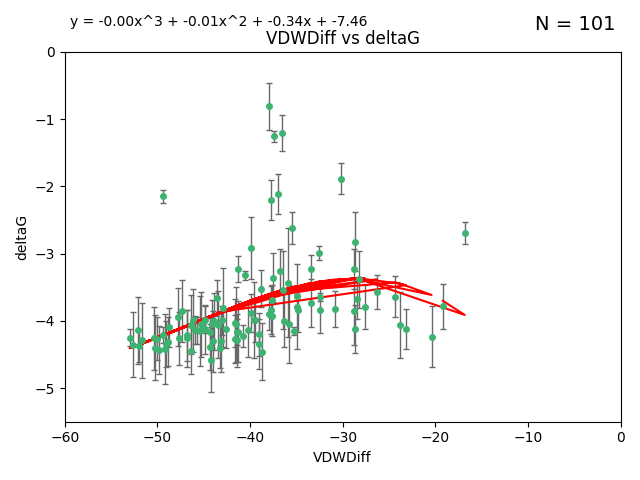 y = -0.00x^3 + -0.01x^2 + -0.34x + -7.46
N = 101
VDWDiff vs deltaG
0
−1
−2
−3
−4
−5
deltaG
−60 −50 −40 −30 −20 −10 0
VDWDiff